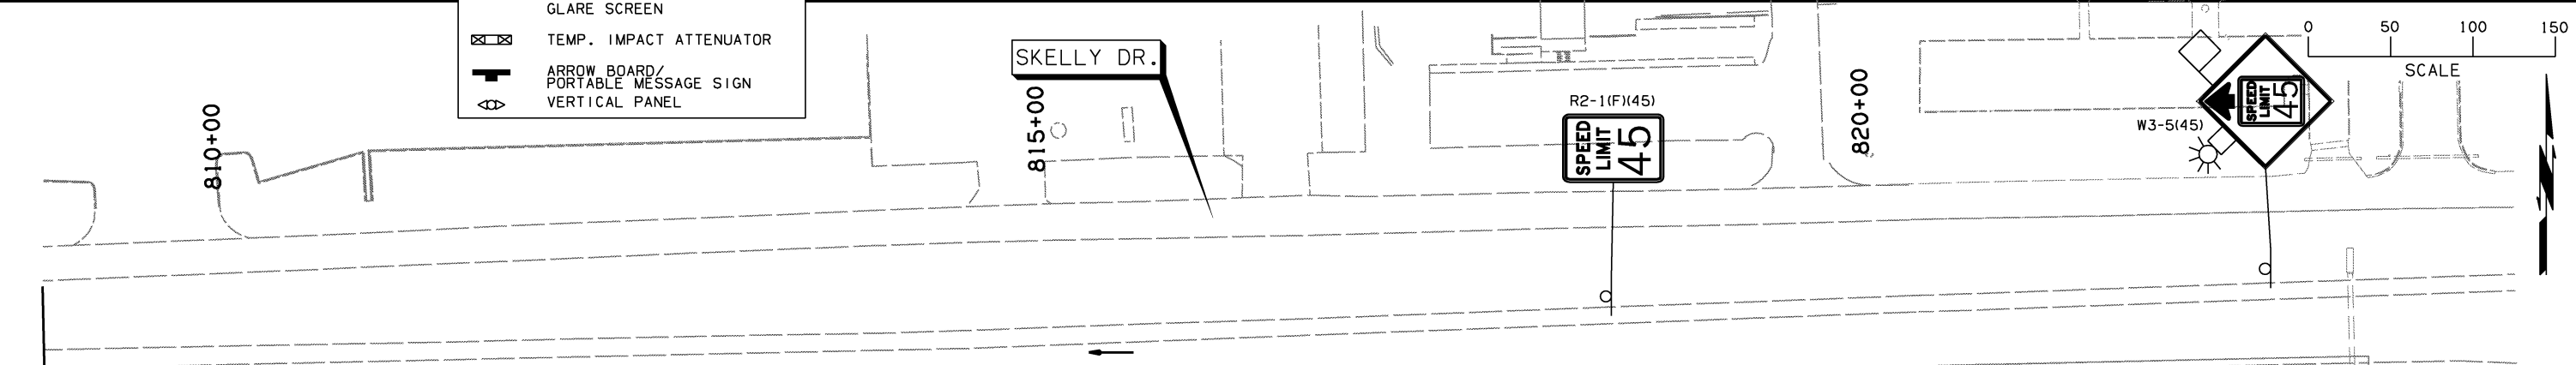 GLARE SCREEN
TEMP. IMPACT ATTENUATOR
ARROW BOARD/
PORTABLE MESSAGE SIGN
VERTICAL PANEL
810+00
SKELLY DR.
815+00
R2-1(F)(45)
SPEED
LIMIT
45
820+00
W3-5(45)
SPEED
LIMIT
45
0 50 100 150
SCALE